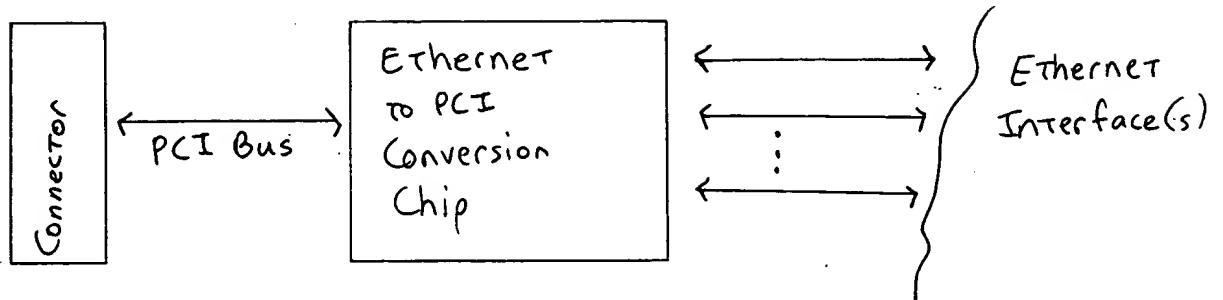 Connector
PCI Bus
Ethernet
to PCI
Conversion
Chip
Ethernet
Interface(s)